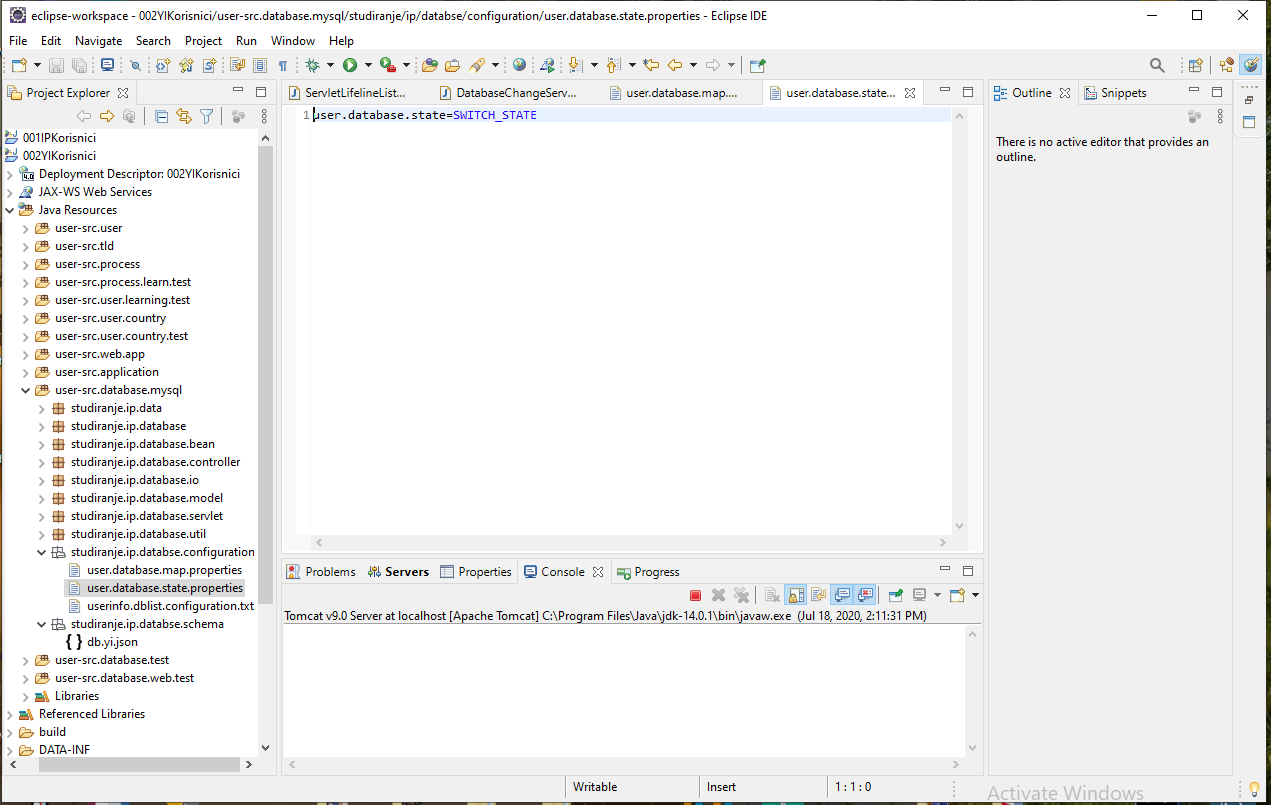 eclipse-workspace - 002YIKorisnici/user-src.database.mysql/studiranje/ip/databse/configuration/user.database.state.properties - Eclipse IDE
File Edit Navigate Search Project Run Window Help
Project Explorer
001IPKorisnici
002YIKorisnici
Deployment Descriptor: 002YIKorisnici
JAX-WS Web Services
Java Resources
user-src.user
user-src.tld
user-src.process
user-src.process.learn.test
user-src.user.learning.test
user-src.user.country
user-src.user.country.test
user-src.web.app
user-src.application
user-src.database.mysql
studiranje.ip.data
studiranje.ip.database
studiranje.ip.database.bean
studiranje.ip.database.controller
studiranje.ip.database.io
studiranje.ip.database.model
studiranje.ip.database.servlet
studiranje.ip.database.util
studiranje.ip.databse.configuration
user.database.map.properties
user.database.state.properties
userinfo.dblist.configuration.txt
studiranje.ip.databse.schema
{ } db.yi.json
user-src.database.test
user-src.database.web.test
Libraries
Referenced Libraries
build
DATA-INF
ServletLifelineList... DatabaseChangeServ... user.database.map.... user.database.state...
1 user.database.state=SWITCH_STATE
Outline Snippets
There is no active editor that provides an
outline.
Problems Servers Properties Console Progress
Tomcat v9.0 Server at localhost [Apache Tomcat] C:\Program Files\Java\jdk-14.0.1\bin\javaw.exe (Jul 18, 2020, 2:11:31 PM)
Writable Insert 1 : 1 : 0
Activate Windows